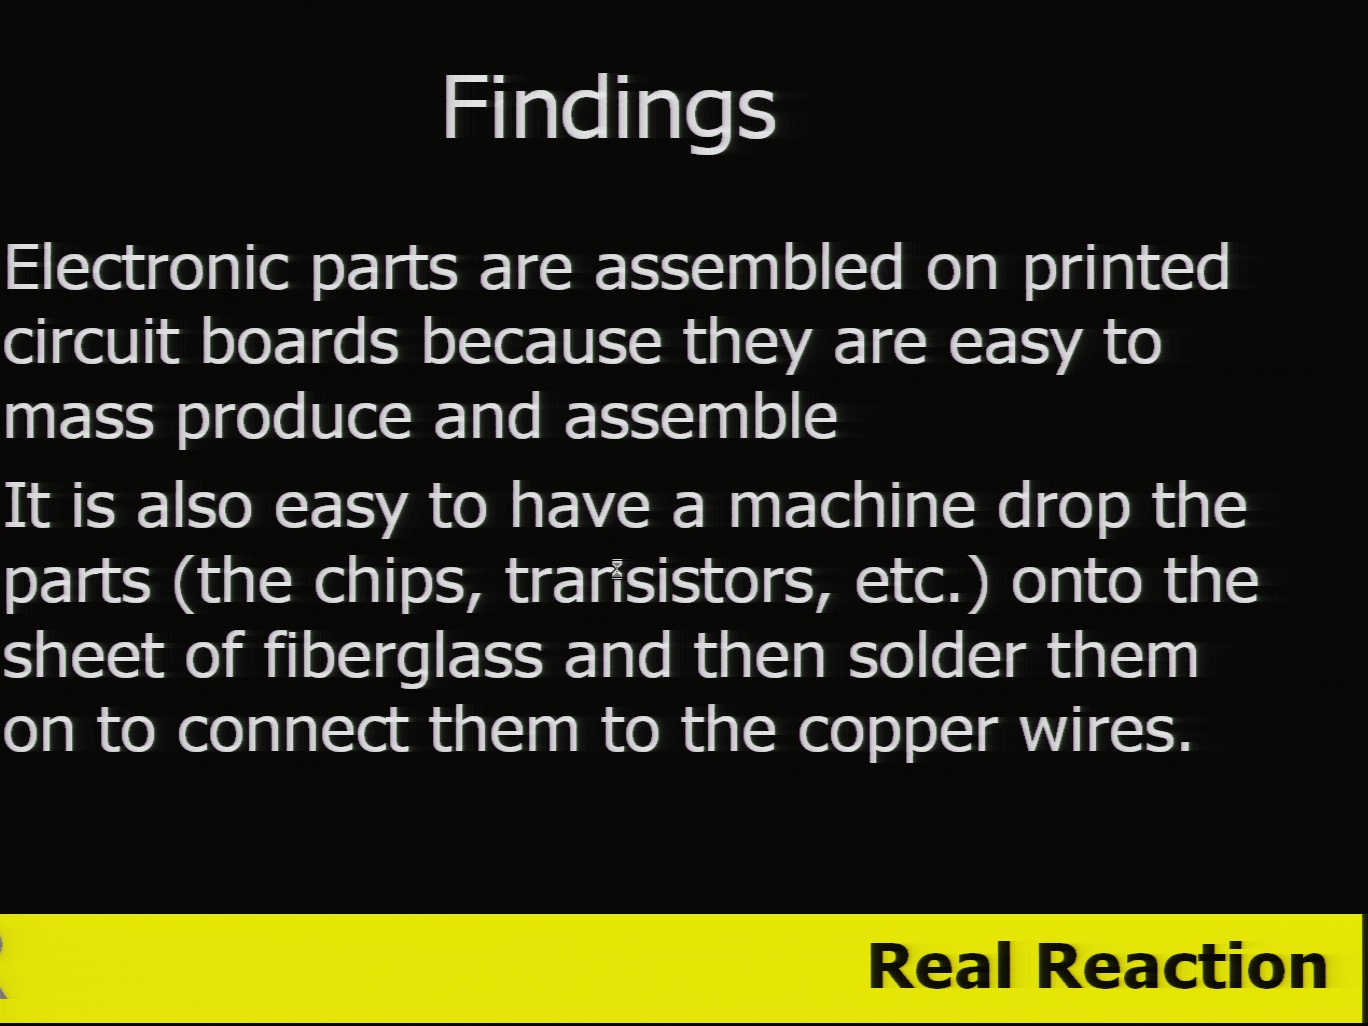 Findings
Electronic parts are assembled on printed
circuit boards because they are easy to
mass produce and assemble
It is also easy to have a machine drop the
parts (the chips, transistors, etc.) onto the
sheet of fiberglass and then solder them
on to connect them to the copper wires.
Real Reaction